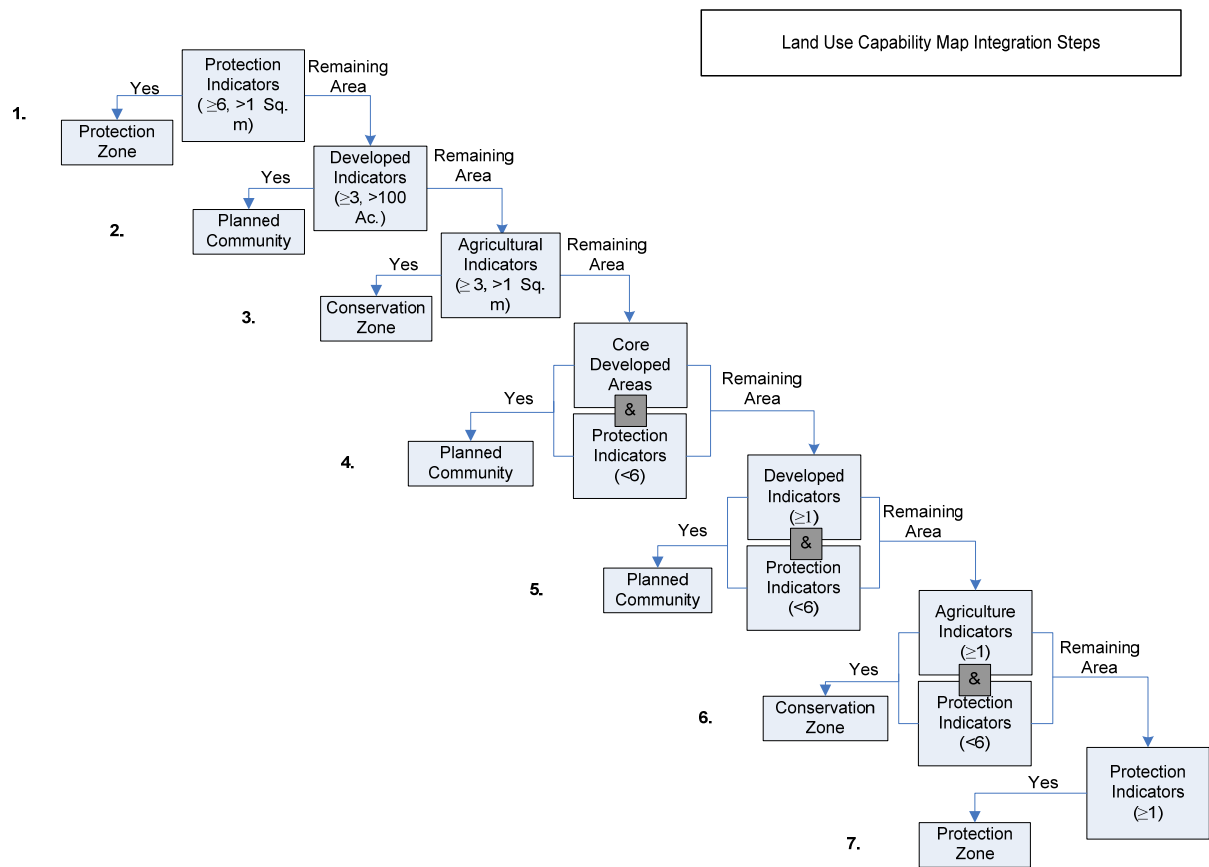 Land Use Capability Map Integration Steps
1.
Yes
Protection
Indicators
(≥6, >1 Sq.
m)
Remaining
Area
Protection
Zone
2.
Yes
Developed
Indicators
(≥3, >100
Ac.)
Remaining
Area
Planned
Community
3.
Yes
Agricultural
Indicators
(≥ 3, >1 Sq.
m)
Remaining
Area
Conservation
Zone
4.
Yes
Core
Developed
Areas
&
Protection
Indicators
(<6)
Remaining
Area
Planned
Community
5.
Yes
Developed
Indicators
(≥1)
&
Protection
Indicators
(<6)
Remaining
Area
Planned
Community
6.
Yes
Agriculture
Indicators
(≥1)
&
Protection
Indicators
(<6)
Remaining
Area
Conservation
Zone
7.
Yes
Protection
Indicators
(≥1)
Protection
Zone